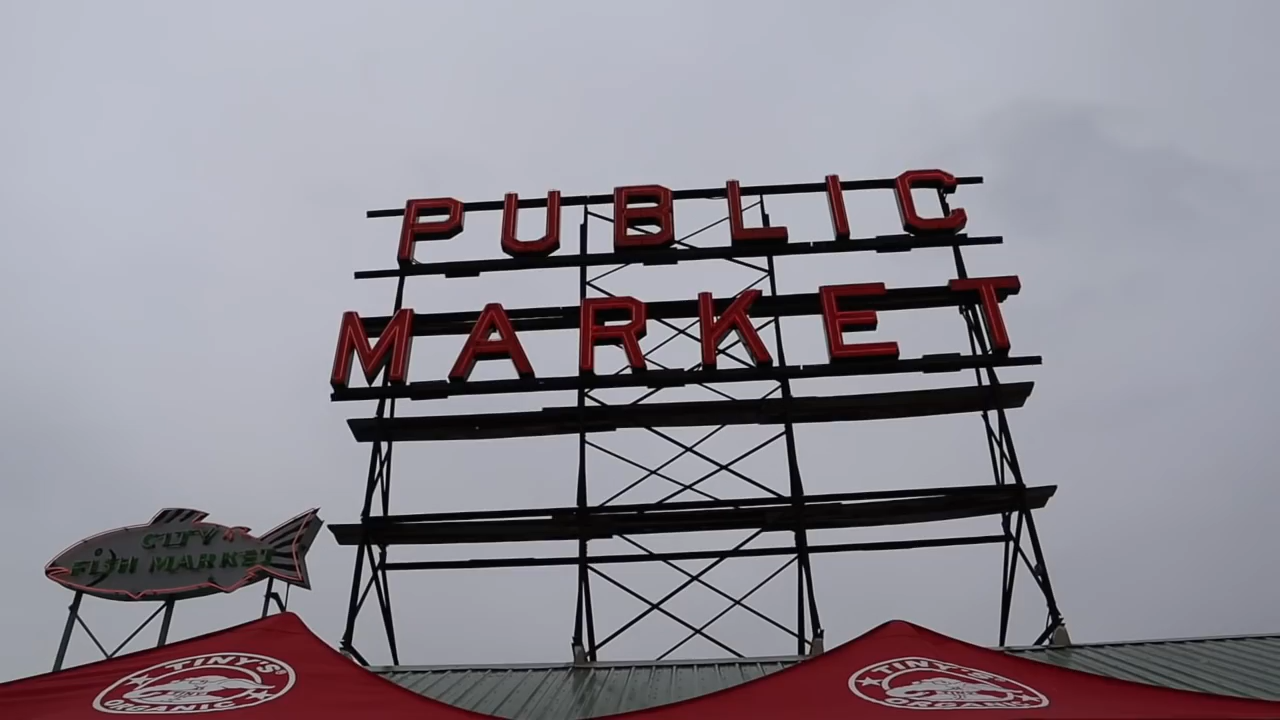 PUBLIC
MARKET
CITY
FISH MARKET
TINY'S
ORGANIC
TINY'S
ORGANIC